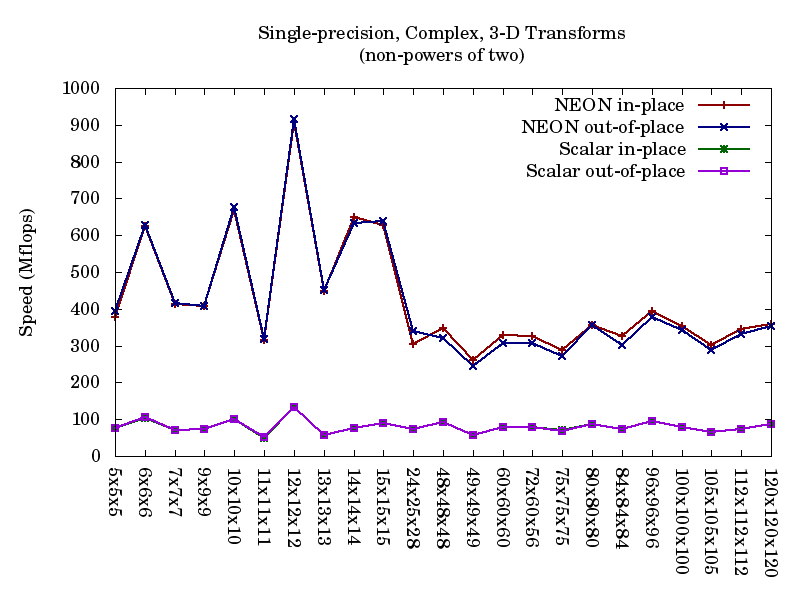 Single-precision, Complex, 3-D Transforms
(non-powers of two)
1000
900
800
700
600
500
400
300
200
100
0
Speed (Mflops)
NEON in-place
NEON out-of-place
Scalar in-place
Scalar out-of-place
5x5x5
6x6x6
7x7x7
9x9x9
10x10x10
11x11x11
12x12x12
13x13x13
14x14x14
15x15x15
24x25x28
48x48x48
49x49x49
60x60x60
72x60x56
75x75x75
80x80x80
84x84x84
96x96x96
100x100x100
105x105x105
112x112x112
120x120x120